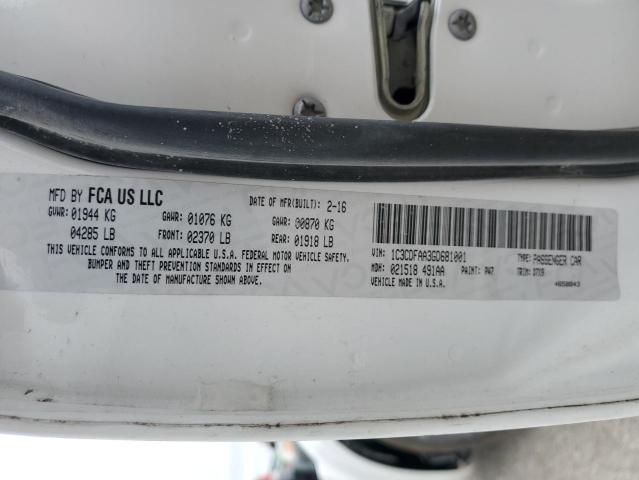 MFD BY FCA US LLC
DATE OF MFR(BUILT): 2-16
GVWR: 01944 KG
GAWR: 01076 KG
GAWR: 00870 KG
04285 LB
FRONT: 02370 LB
REAR: 01918 LB
THIS VEHICLE CONFORMS TO ALL APPLICABLE U.S.A. FEDERAL MOTOR VEHICLE SAFETY,
BUMPER AND THEFT PREVENTION STANDARDS IN EFFECT ON
THE DATE OF MANUFACTURE SHOWN ABOVE.
VIN: 1C3CDFAA3GD681001
TYPE: PASSENGER CAR
MDH: 021518 491AA
PAINT: PW7
TRIM: D7X9
VEHICLE MADE IN U.S.A.
4650043